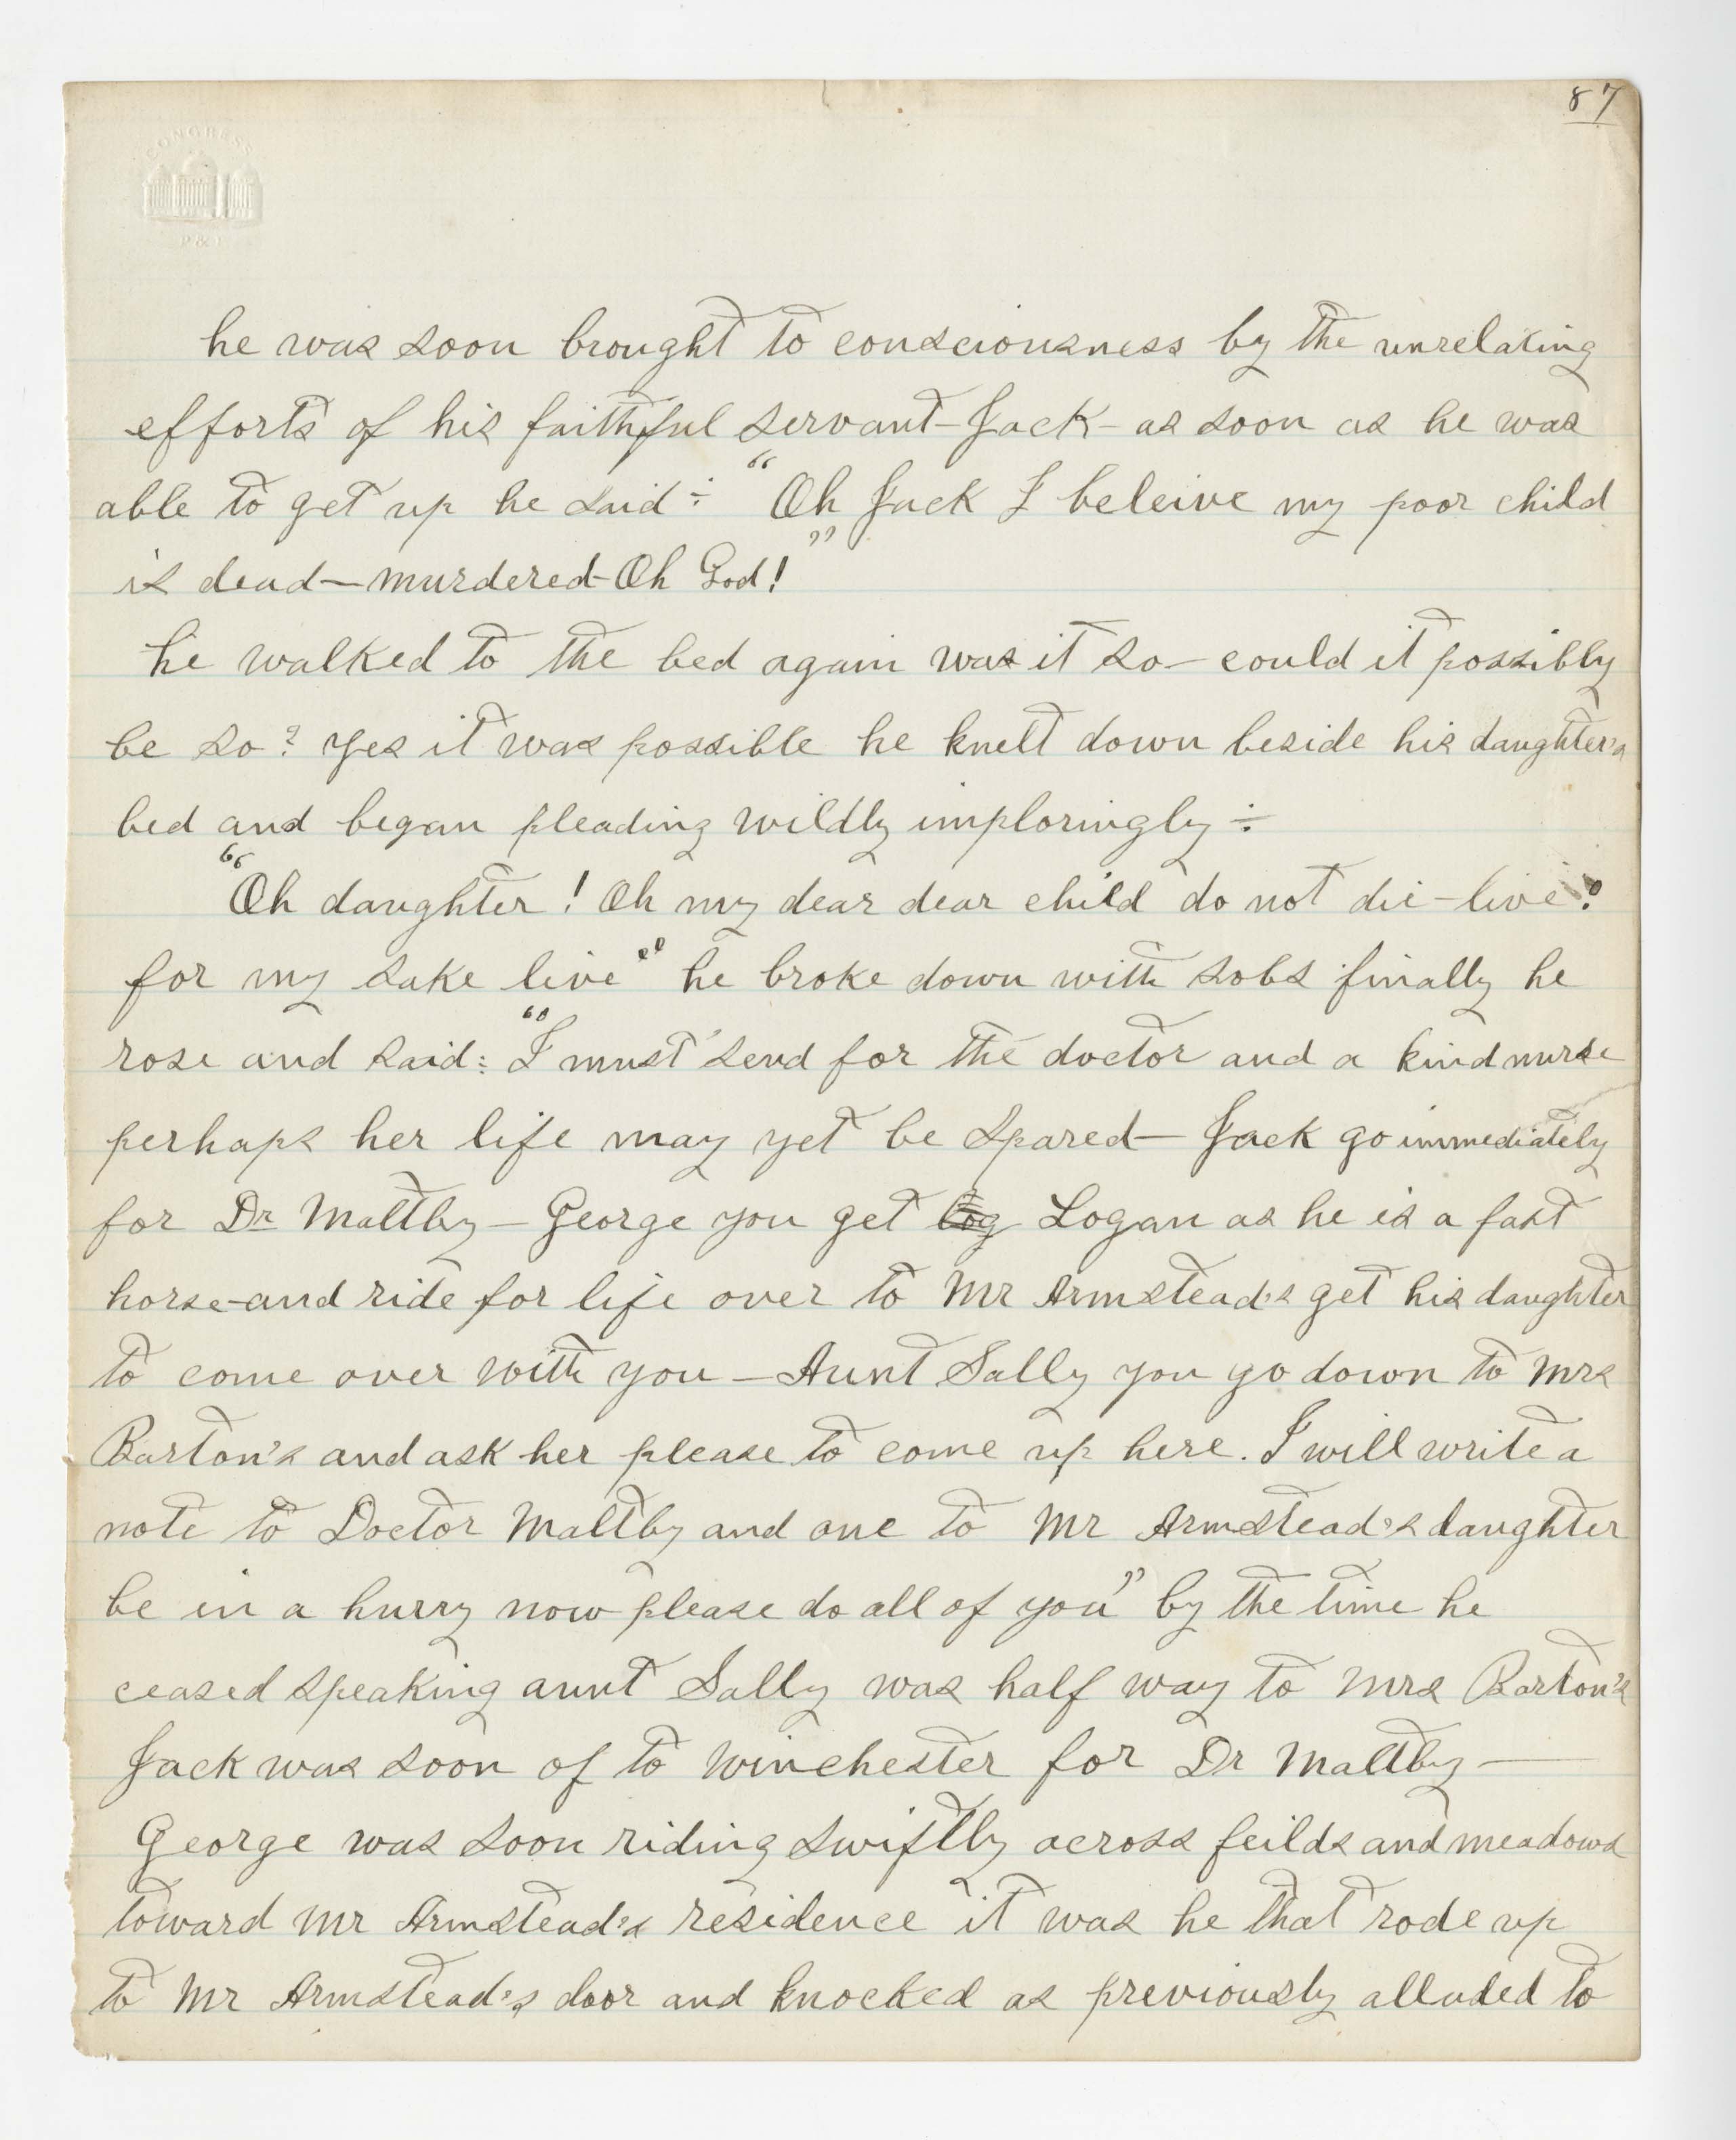 87
CONGRESS
P & P
he was soon brought to consciousness by the unrelaxing
efforts of his faithful servant-Jack-as soon as he was
able to get up he said÷ "Oh Jack I beleive my poor child
is dead—murdered-Oh God!"
he walked to the bed again was it so—could it possibly
be so? yes it was possible he knelt down beside his daughter's
bed and began pleading wildly imploringly÷
"Oh daughter! Oh my dear dear child do not die-live!
for my sake live" he broke down with sobs finally he
rose and said: "I must send for the doctor and a kind nurse
perhaps her life may yet be spared—Jack go immediately
for Dr Maltby—George you get log Logan as he is a fast
horse-and ride for life over to Mr Armstead's get his daughter
to come over with you—Aunt Sally you go down to Mrs
Barton's and ask her please to come up here. I will write a
note to Doctor Maltby and one to Mr Armstead's daughter
be in a hurry now please do all of you" by the time he
ceased speaking aunt Sally was half way to Mrs Barton's
Jack was soon of to Winchester for Dr Maltby—
George was soon riding swiftly across feilds and meadows
toward Mr Armstead's residence it was he that rode up
to Mr Armstead's door and knocked as previously alluded to